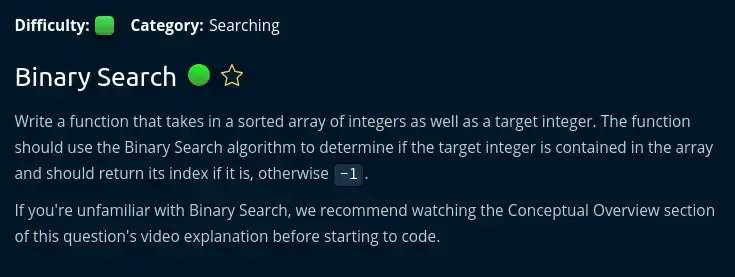 Difficulty: Category: Searching
Binary Search
Write a function that takes in a sorted array of integers as well as a target integer. The function
should use the Binary Search algorithm to determine if the target integer is contained in the array
and should return its index if it is, otherwise -1 .
If you're unfamiliar with Binary Search, we recommend watching the Conceptual Overview section
of this question's video explanation before starting to code.